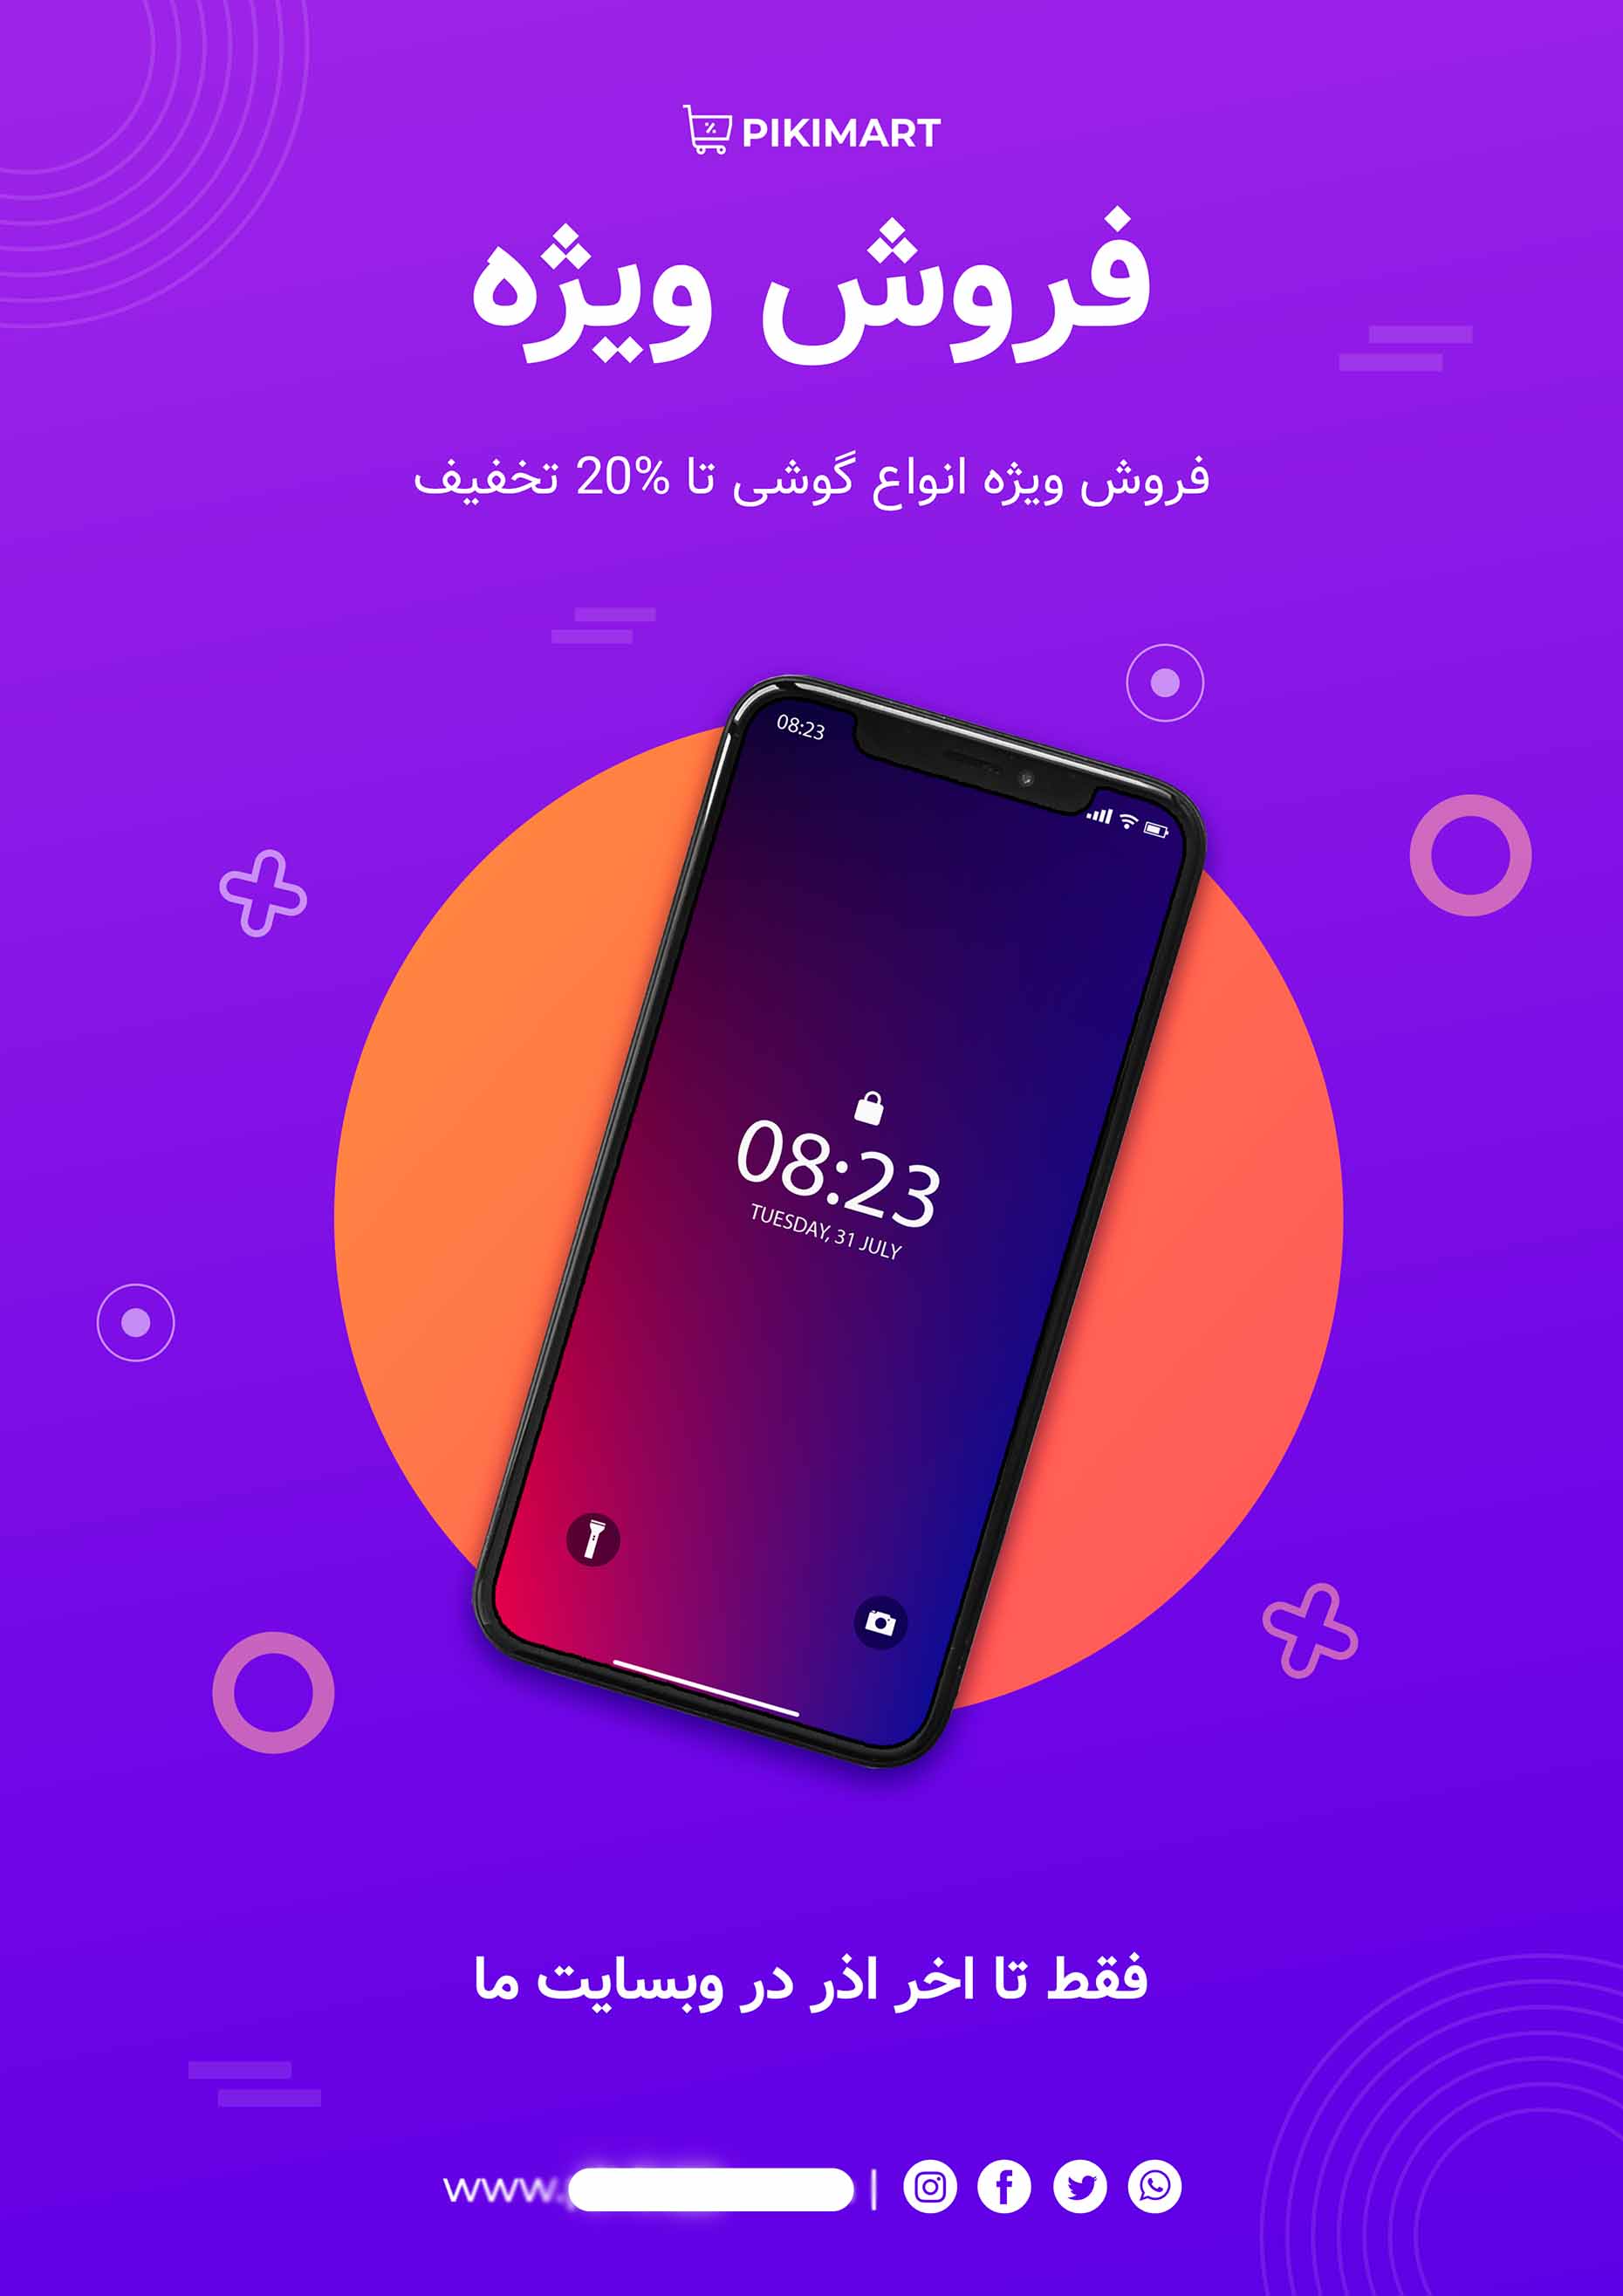 PIKIMART
فروش ویژه
فروش ویژه انواع گوشی تا 20% تخفیف
08:23
08:23
TUESDAY, 31 JULY
فقط تا اخر اذر در وبسایت ما
www.